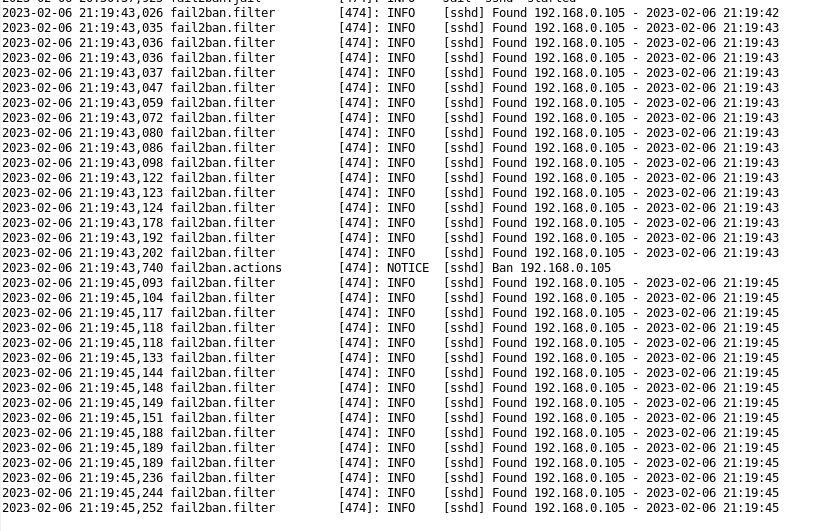 2023-02-06 21:19:43,026 fail2ban.filter [474]: INFO [sshd] Found 192.168.0.105 - 2023-02-06 21:19:42
2023-02-06 21:19:43,035 fail2ban.filter [474]: INFO [sshd] Found 192.168.0.105 - 2023-02-06 21:19:43
2023-02-06 21:19:43,036 fail2ban.filter [474]: INFO [sshd] Found 192.168.0.105 - 2023-02-06 21:19:43
2023-02-06 21:19:43,036 fail2ban.filter [474]: INFO [sshd] Found 192.168.0.105 - 2023-02-06 21:19:43
2023-02-06 21:19:43,037 fail2ban.filter [474]: INFO [sshd] Found 192.168.0.105 - 2023-02-06 21:19:43
2023-02-06 21:19:43,047 fail2ban.filter [474]: INFO [sshd] Found 192.168.0.105 - 2023-02-06 21:19:43
2023-02-06 21:19:43,059 fail2ban.filter [474]: INFO [sshd] Found 192.168.0.105 - 2023-02-06 21:19:43
2023-02-06 21:19:43,072 fail2ban.filter [474]: INFO [sshd] Found 192.168.0.105 - 2023-02-06 21:19:43
2023-02-06 21:19:43,080 fail2ban.filter [474]: INFO [sshd] Found 192.168.0.105 - 2023-02-06 21:19:43
2023-02-06 21:19:43,086 fail2ban.filter [474]: INFO [sshd] Found 192.168.0.105 - 2023-02-06 21:19:43
2023-02-06 21:19:43,098 fail2ban.filter [474]: INFO [sshd] Found 192.168.0.105 - 2023-02-06 21:19:43
2023-02-06 21:19:43,122 fail2ban.filter [474]: INFO [sshd] Found 192.168.0.105 - 2023-02-06 21:19:43
2023-02-06 21:19:43,123 fail2ban.filter [474]: INFO [sshd] Found 192.168.0.105 - 2023-02-06 21:19:43
2023-02-06 21:19:43,124 fail2ban.filter [474]: INFO [sshd] Found 192.168.0.105 - 2023-02-06 21:19:43
2023-02-06 21:19:43,178 fail2ban.filter [474]: INFO [sshd] Found 192.168.0.105 - 2023-02-06 21:19:43
2023-02-06 21:19:43,192 fail2ban.filter [474]: INFO [sshd] Found 192.168.0.105 - 2023-02-06 21:19:43
2023-02-06 21:19:43,202 fail2ban.filter [474]: INFO [sshd] Found 192.168.0.105 - 2023-02-06 21:19:43
2023-02-06 21:19:43,740 fail2ban.actions [474]: NOTICE [sshd] Ban 192.168.0.105
2023-02-06 21:19:45,093 fail2ban.filter [474]: INFO [sshd] Found 192.168.0.105 - 2023-02-06 21:19:45
2023-02-06 21:19:45,104 fail2ban.filter [474]: INFO [sshd] Found 192.168.0.105 - 2023-02-06 21:19:45
2023-02-06 21:19:45,117 fail2ban.filter [474]: INFO [sshd] Found 192.168.0.105 - 2023-02-06 21:19:45
2023-02-06 21:19:45,118 fail2ban.filter [474]: INFO [sshd] Found 192.168.0.105 - 2023-02-06 21:19:45
2023-02-06 21:19:45,118 fail2ban.filter [474]: INFO [sshd] Found 192.168.0.105 - 2023-02-06 21:19:45
2023-02-06 21:19:45,133 fail2ban.filter [474]: INFO [sshd] Found 192.168.0.105 - 2023-02-06 21:19:45
2023-02-06 21:19:45,144 fail2ban.filter [474]: INFO [sshd] Found 192.168.0.105 - 2023-02-06 21:19:45
2023-02-06 21:19:45,148 fail2ban.filter [474]: INFO [sshd] Found 192.168.0.105 - 2023-02-06 21:19:45
2023-02-06 21:19:45,149 fail2ban.filter [474]: INFO [sshd] Found 192.168.0.105 - 2023-02-06 21:19:45
2023-02-06 21:19:45,151 fail2ban.filter [474]: INFO [sshd] Found 192.168.0.105 - 2023-02-06 21:19:45
2023-02-06 21:19:45,188 fail2ban.filter [474]: INFO [sshd] Found 192.168.0.105 - 2023-02-06 21:19:45
2023-02-06 21:19:45,189 fail2ban.filter [474]: INFO [sshd] Found 192.168.0.105 - 2023-02-06 21:19:45
2023-02-06 21:19:45,189 fail2ban.filter [474]: INFO [sshd] Found 192.168.0.105 - 2023-02-06 21:19:45
2023-02-06 21:19:45,236 fail2ban.filter [474]: INFO [sshd] Found 192.168.0.105 - 2023-02-06 21:19:45
2023-02-06 21:19:45,244 fail2ban.filter [474]: INFO [sshd] Found 192.168.0.105 - 2023-02-06 21:19:45
2023-02-06 21:19:45,252 fail2ban.filter [474]: INFO [sshd] Found 192.168.0.105 - 2023-02-06 21:19:45